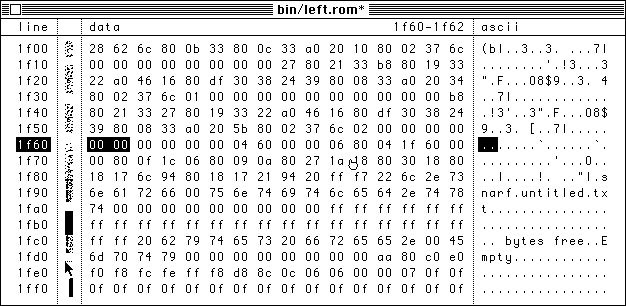 bin/left.rom*
line data 1f60-1f62 ascii
1f00 28 62 6c 80 0b 33 80 0c 33 a0 20 10 80 02 37 6c (bl..3..3. ...7l
1f10 00 00 00 00 00 00 00 00 27 80 21 33 b8 80 19 33 ........'.!3...3
1f20 22 a0 46 16 80 df 30 38 24 39 80 08 33 a0 20 34 ".F...08$9..3. 4
1f30 80 02 37 6c 01 00 00 00 00 00 00 00 00 00 00 b8 ..7l............
1f40 80 21 33 27 80 19 33 22 a0 46 16 80 df 30 38 24 .!3'..3".F...08$
1f50 39 80 08 33 a0 20 5b 80 02 37 6c 02 00 00 00 00 9..3. [..7l.....
1f60 00 00 00 00 00 04 60 00 00 00 06 80 04 1f 60 00 ......`.......`.
1f70 00 80 0f 1c 06 80 09 0a 80 27 1a 80 30 18 80 .........'...0..
1f80 18 17 6c 94 80 18 17 21 94 20 ff f7 22 6c 2e 73 ..l....!. .."l.s
1f90 6e 61 72 66 00 75 6e 74 69 74 6c 65 64 2e 74 78 narf.untitled.tx
1fa0 74 00 00 00 00 00 00 00 00 00 ff ff ff ff ff ff t...............
1fb0 ff ff ff ff ff ff ff ff ff ff ff ff ff ff ff ff ................
1fc0 ff ff 20 62 79 74 65 73 20 66 72 65 65 2e 00 45 .. bytes free..E
1fd0 6d 70 74 79 00 00 00 00 00 00 00 00 aa 80 c0 e0 mpty............
1fe0 f0 f8 fc fe ff f8 d8 8c 0c 06 06 00 00 07 0f 0f ................
1ff0 0f 0f 0f 0f 0f 0f 0f 0f 0f 0f 0f 0f 0f 0f 0f 0f ................